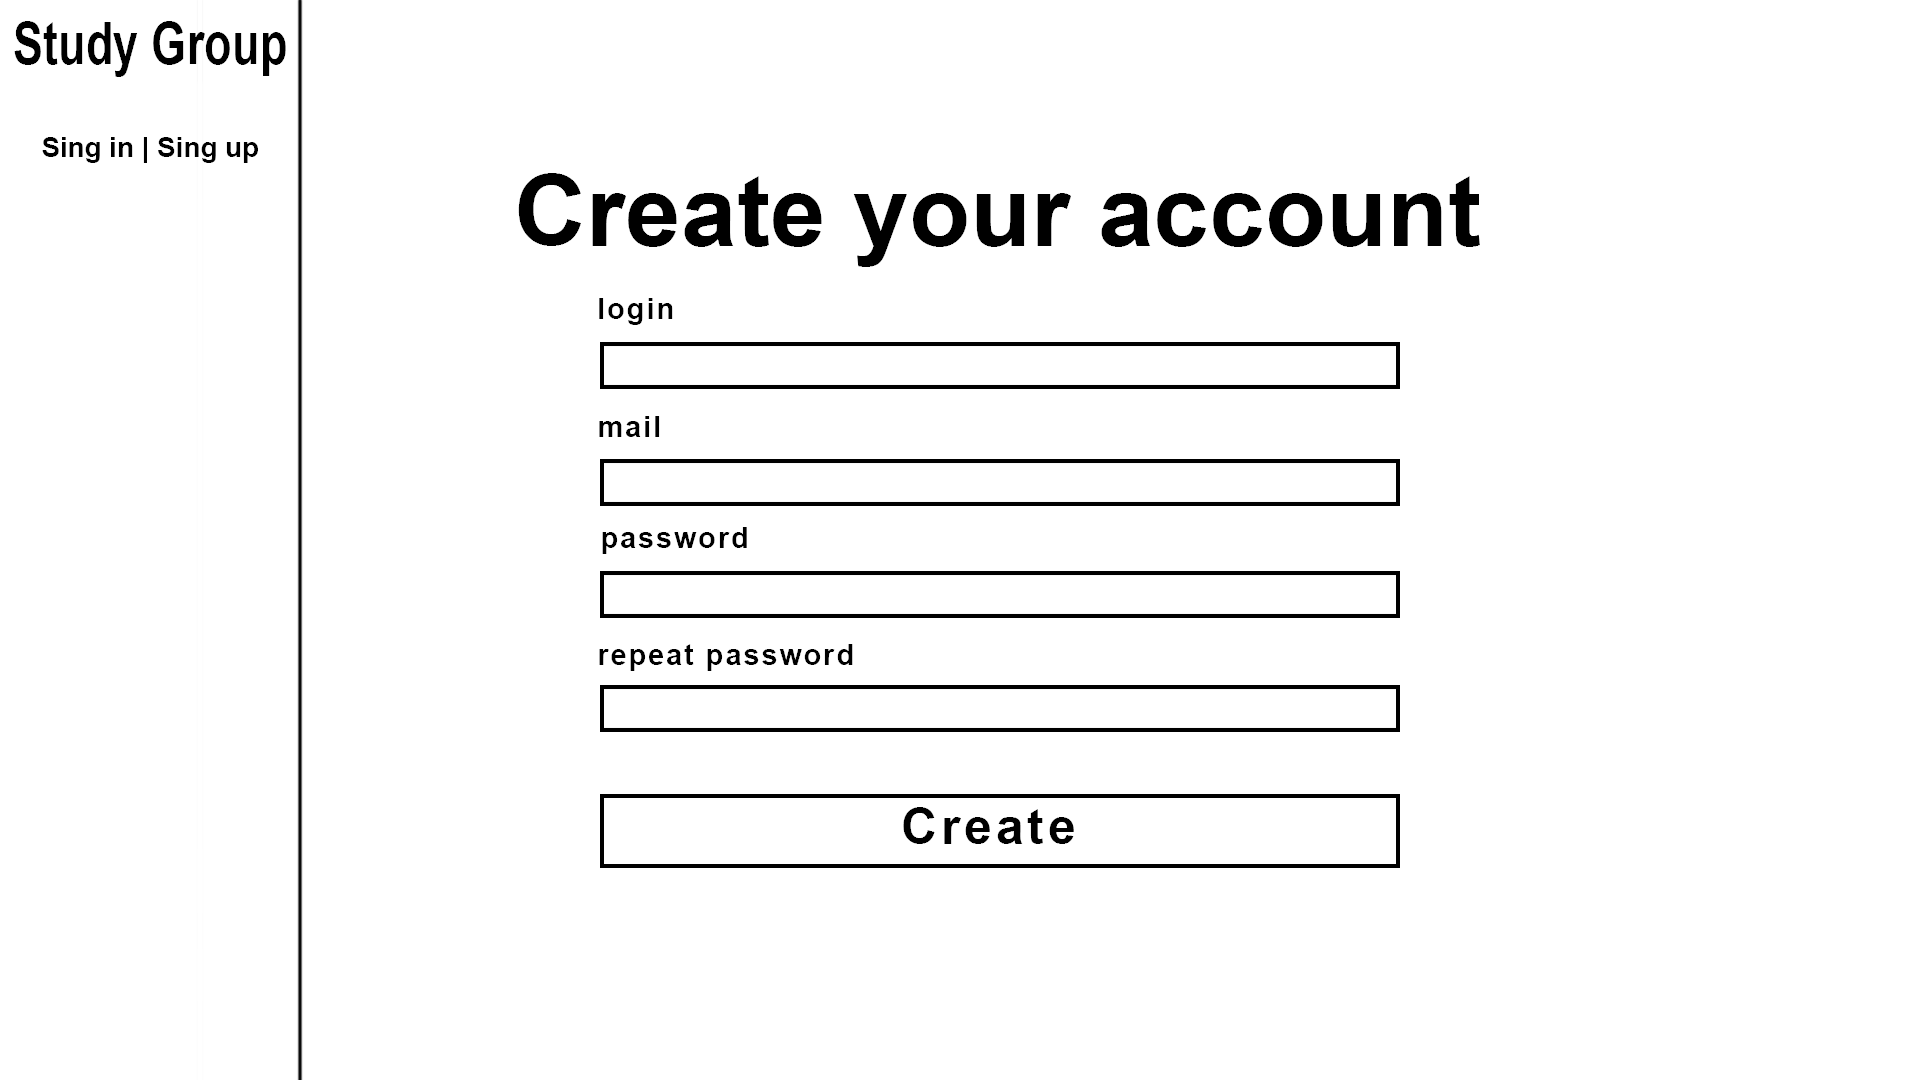 Study Group
Sing in | Sing up
Create your account
login
mail
password
repeat password
Create